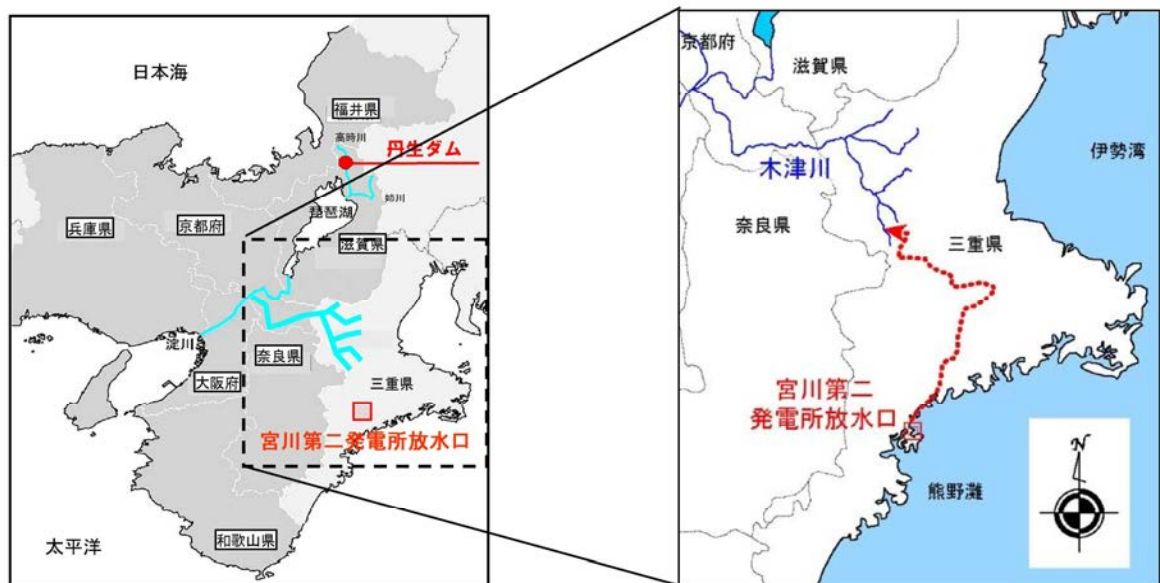 日本海
福井県
高時川
丹生ダム
姉川
琵琶湖
兵庫県
京都府
滋賀県
淀川
奈良県
大阪府
三重県
宮川第二発電所放水口
和歌山県
太平洋
京都府
滋賀県
伊勢湾
木津川
奈良県
三重県
宮川第二
発電所放水口
熊野灘
N